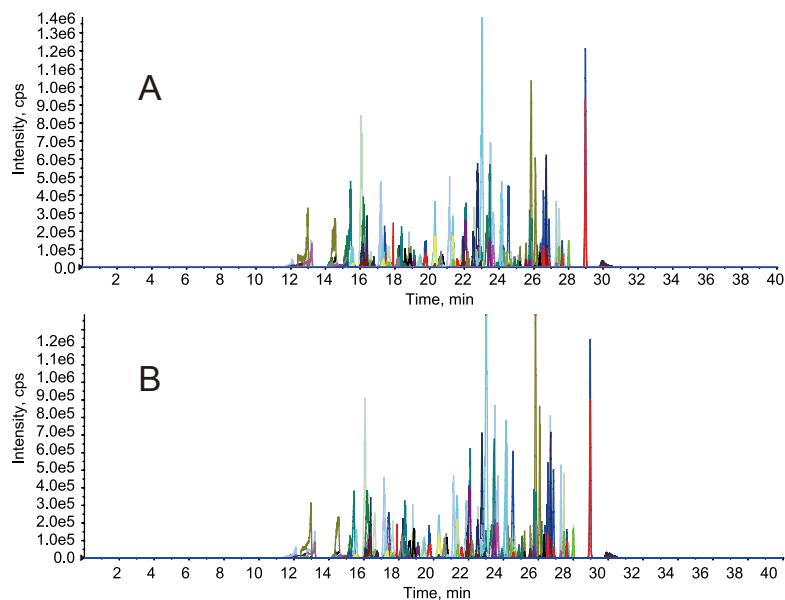 1.4e6
1.3e6
1.2e6
1.1e6
1.0e6
9.0e5
8.0e5
7.0e5
6.0e5
5.0e5
4.0e5
3.0e5
2.0e5
1.0e5
0.0
Intensity, cps
A
2 4 6 8 10 12 14 16 18 20 22 24 26 28 30 32 34 36 38 40
Time, min
1.2e6
1.1e6
1.0e6
9.0e5
8.0e5
7.0e5
6.0e5
5.0e5
4.0e5
3.0e5
2.0e5
1.0e5
0.0
Intensity, cps
B
2 4 6 8 10 12 14 16 18 20 22 24 26 28 30 32 34 36 38 40
Time, min